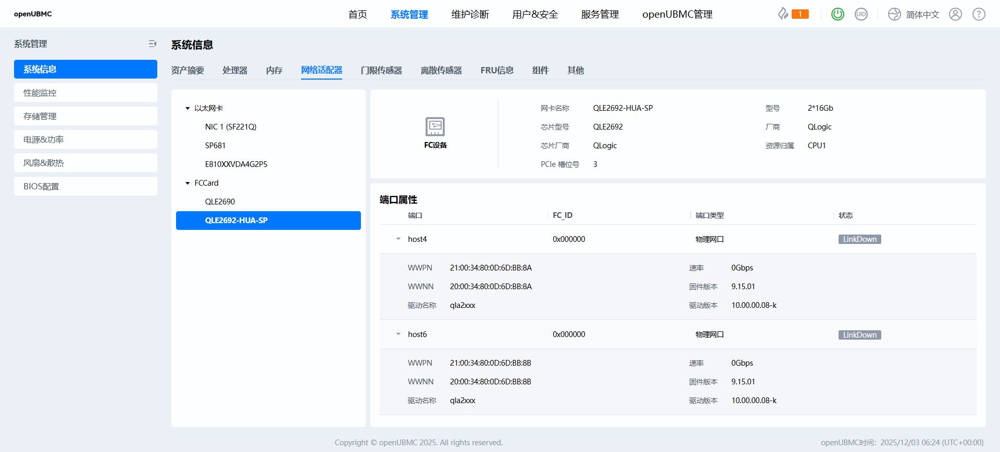 openUBMC
首页 系统管理 维护诊断 用户&安全 服务管理 openUBMC管理
1 UID 简体中文 ?
系统管理
系统信息
性能监控
存储管理
电源&功率
风扇&散热
BIOS配置
系统信息
资产摘要 处理器 内存 网络适配器 门限传感器 离散传感器 FRU信息 组件 其他
以太网卡
NIC 1 (SF221Q)
SP681
E810XXVDA4G2P5
FCCard
QLE2690
QLE2692-HUA-SP
FC设备
网卡名称 QLE2692-HUA-SP 型号 2*16Gb
芯片型号 QLE2692 厂商 QLogic
芯片厂商 QLogic 资源归属 CPU1
PCIe 槽位号 3
端口属性
端口 FC_ID 端口类型 状态
host4 0x000000 物理网口 LinkDown
WWPN 21:00:34:80:0D:6D:BB:8A 速率 0Gbps
WWNN 20:00:34:80:0D:6D:BB:8A 固件版本 9.15.01
驱动名称 qla2xxx 驱动版本 10.00.00.08-k
host6 0x000000 物理网口 LinkDown
WWPN 21:00:34:80:0D:6D:BB:8B 速率 0Gbps
WWNN 20:00:34:80:0D:6D:BB:8B 固件版本 9.15.01
驱动名称 qla2xxx 驱动版本 10.00.00.08-k
Copyright © openUBMC 2025. All rights reserved.
openUBMC时间: 2025/12/03 06:24 (UTC+00:00)